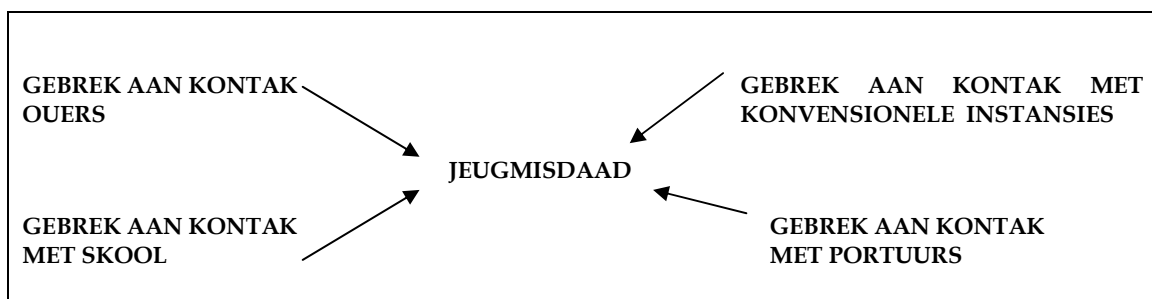 GEBREK AAN KONTAK
OUERS
GEBREK AAN KONTAK MET
KONVENSIONELE INSTANSIES
JEUGMISDAAD
GEBREK AAN KONTAK
MET SKOOL
GEBREK AAN KONTAK
MET PORTUURS